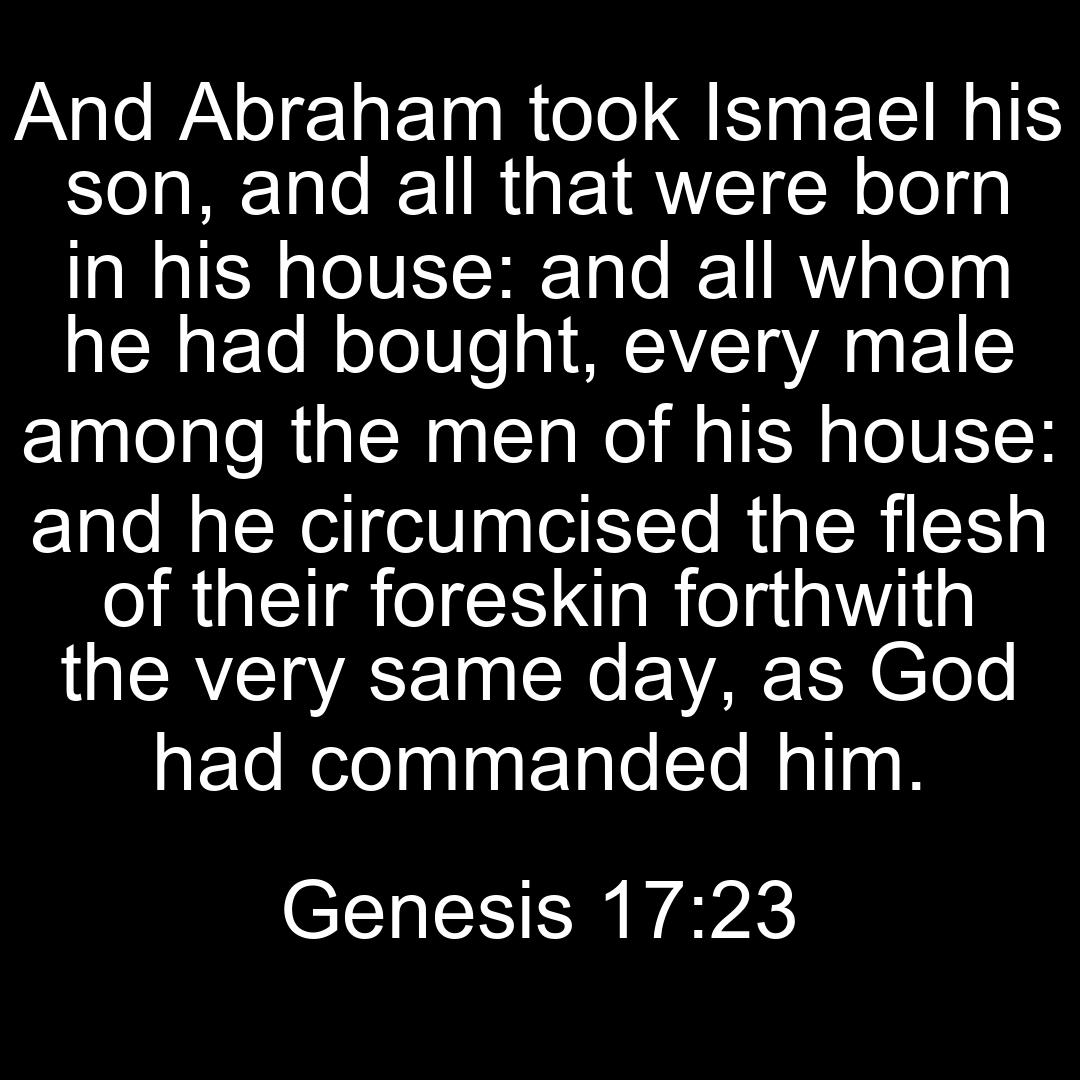 And Abraham took Ismael his
son, and all that were born
in his house: and all whom
he had bought, every male
among the men of his house:
and he circumcised the flesh
of their foreskin forthwith
the very same day, as God
had commanded him.
Genesis 17:23